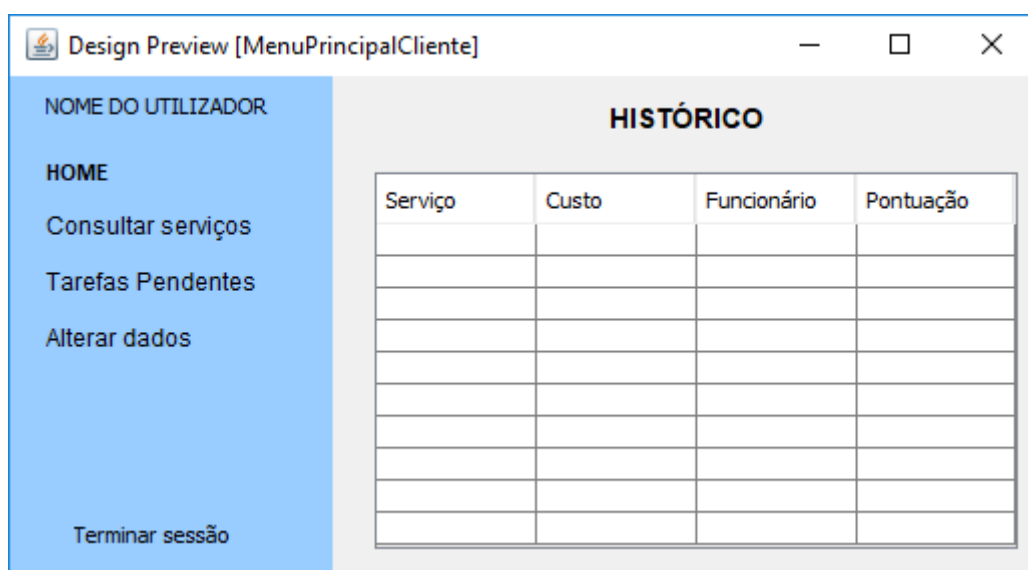 Design Preview [MenuPrincipalCliente]
NOME DO UTILIZADOR
HOME
Consultar serviços
Tarefas Pendentes
Alterar dados
Terminar sessão
HISTÓRICO
Serviço Custo Funcionário Pontuação